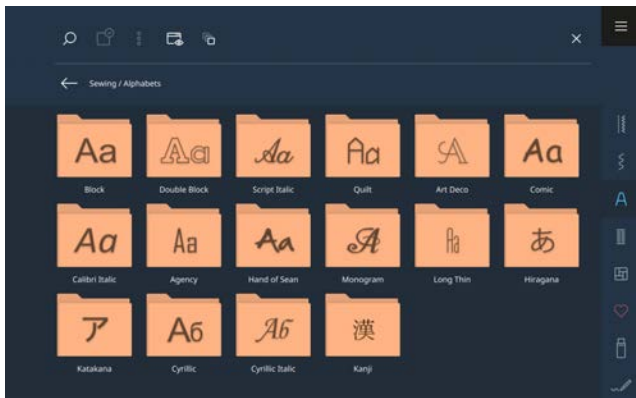 Sewing / Alphabets
Aa Aa Aa Aa A Aa
Block Double Block Script Italic Quilt Art Deco Comic
Aa Aa Aa A Aa あ
Calibri Italic Agency Hand of Sean Monogram Long Thin Hiragana
ア Аб Аб 漢
Katakana Cyrillic Cyrillic Italic Kanji